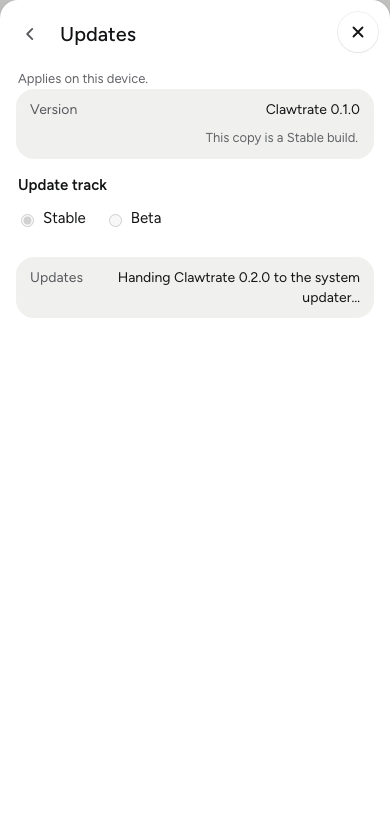 Updates
Applies on this device.
Version
Clawtrate 0.1.0
This copy is a Stable build.
Update track
Stable
Beta
Updates
Handing Clawtrate 0.2.0 to the system
updater...